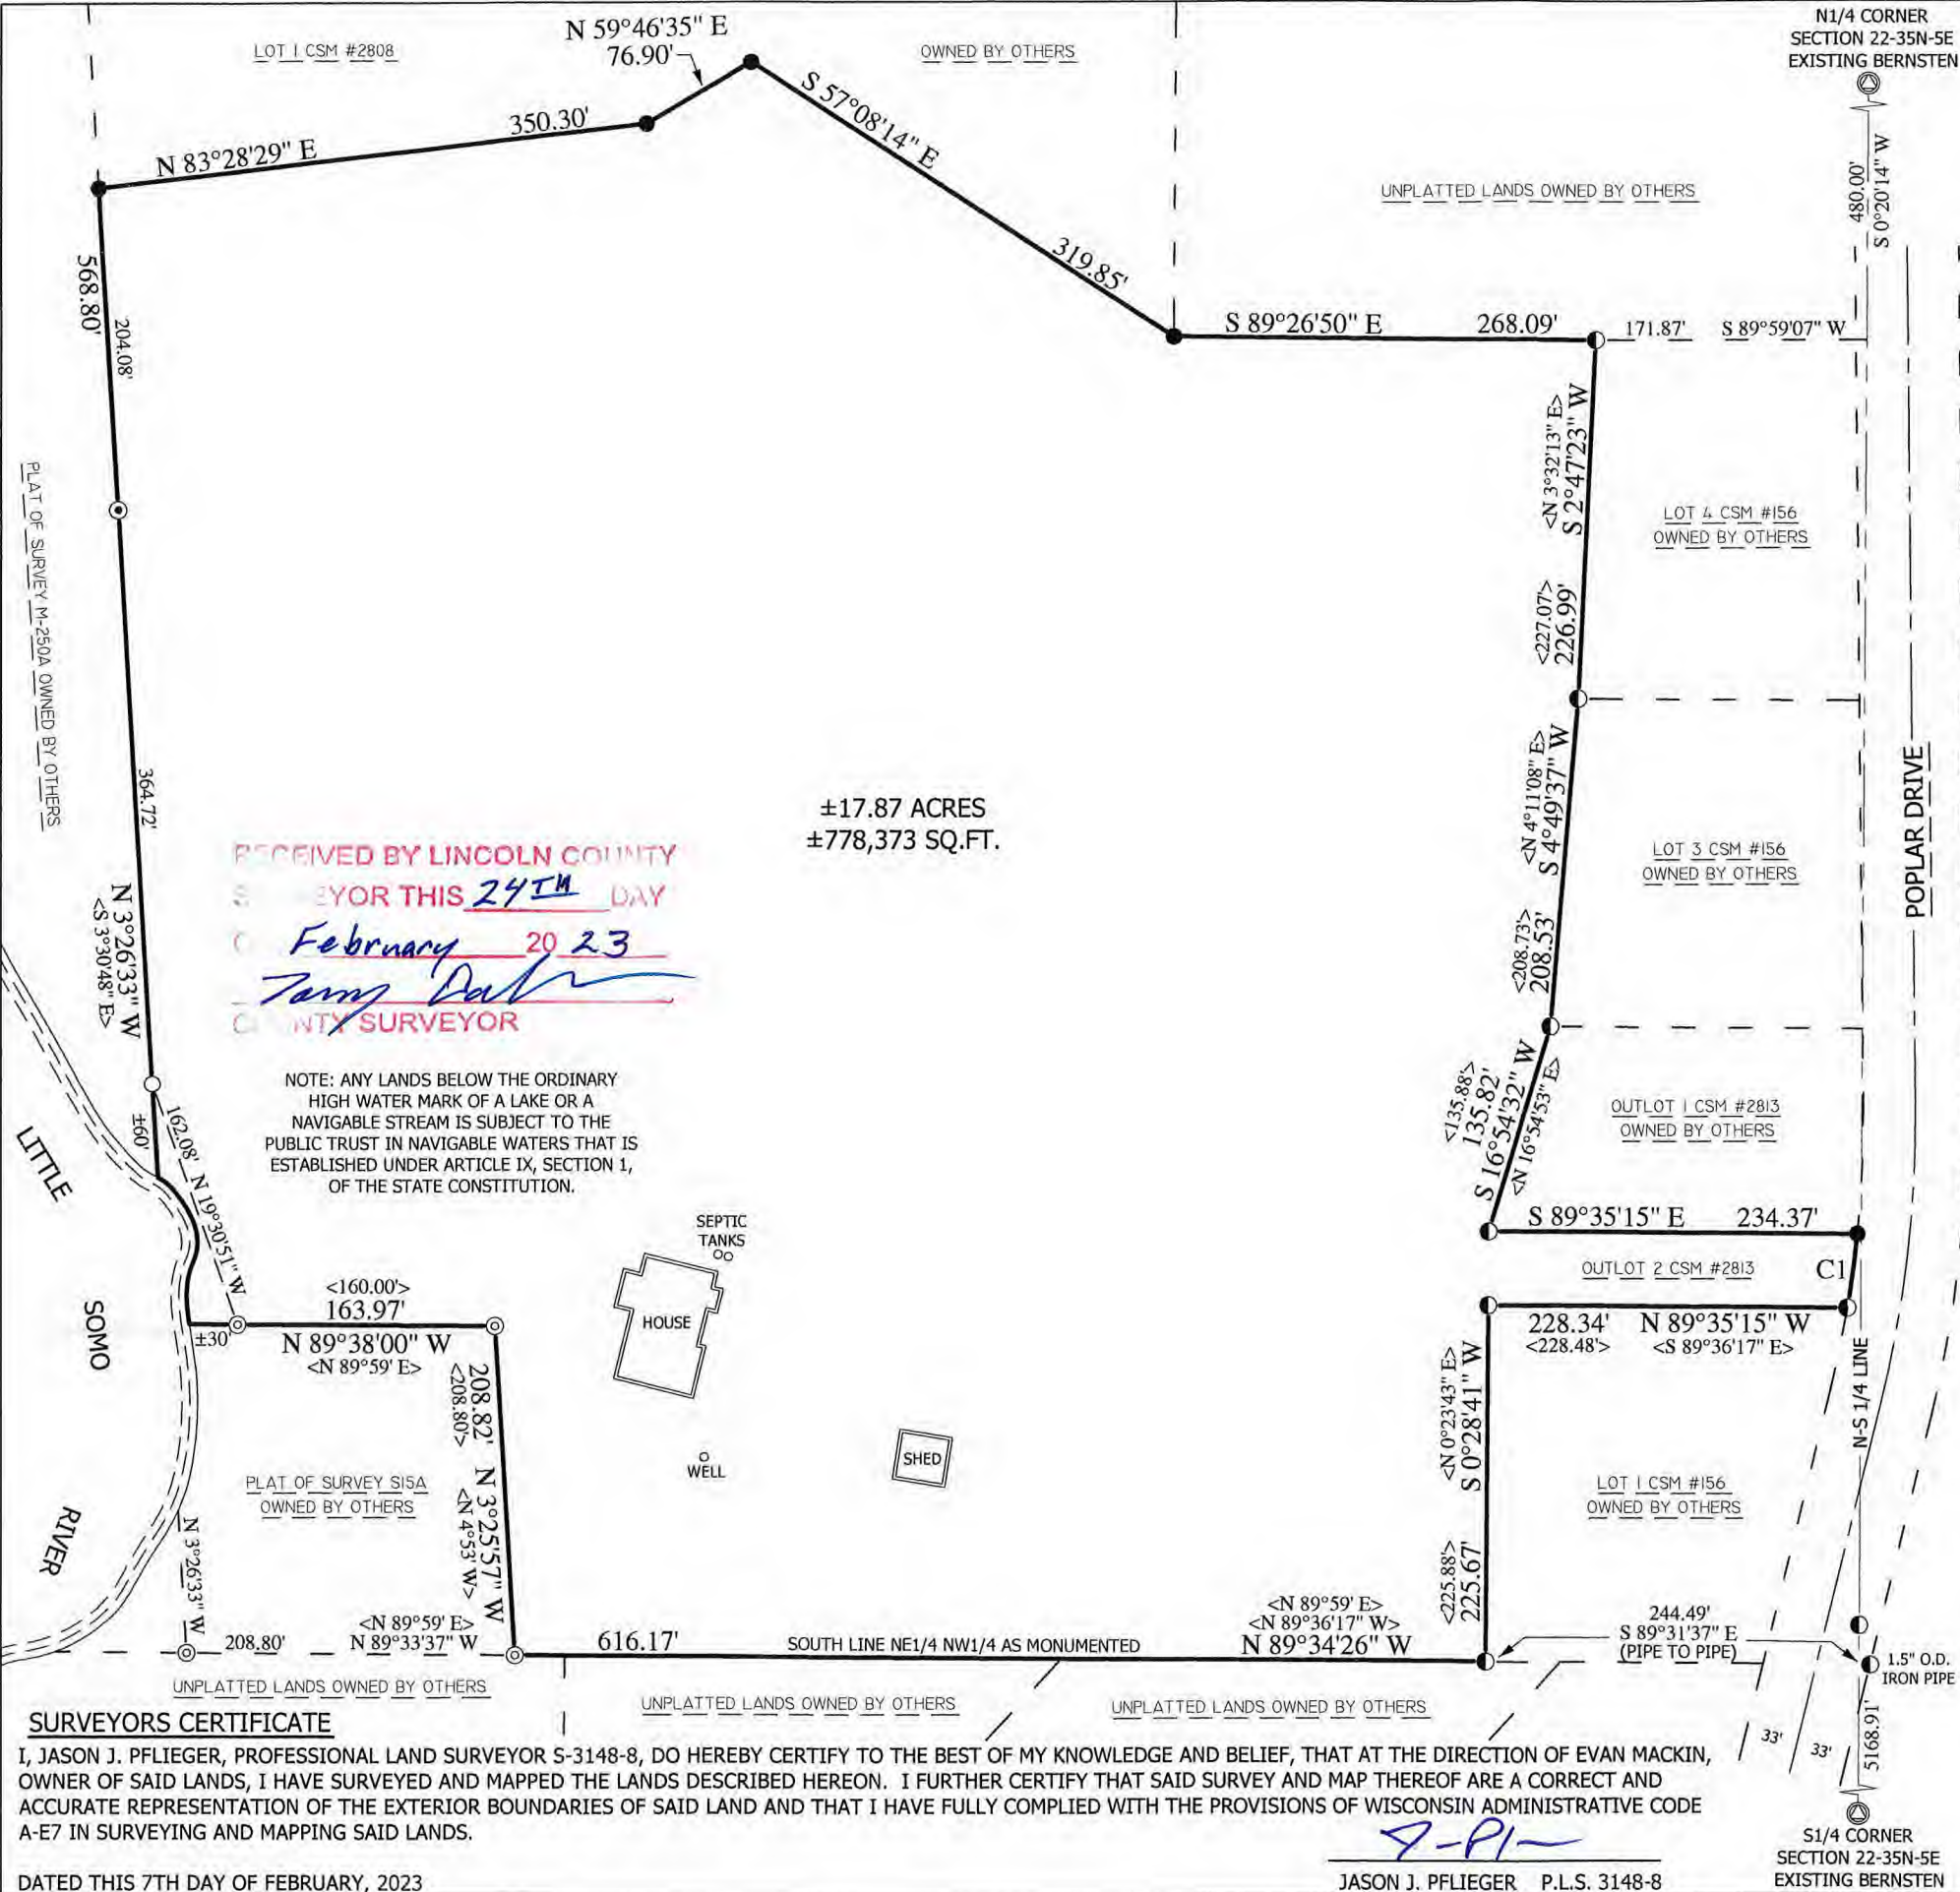 N 59°46'35" E
76.90'
LOT 1 CSM #2808
OWNED BY OTHERS
N1/4 CORNER
SECTION 22-35N-5E
EXISTING BERNSTEN
480.00'
S 0°20'14" W
N 83°28'29" E
350.30'
S 57°08'14" E
319.85'
UNPLATTED LANDS OWNED BY OTHERS
S 89°26'50" E
268.09'
171.87'
S 89°59'07" W
568.80'
204.08'
364.72'
N 3°26'33" W
<S 3°30'48" E>
PLAT OF SURVEY M-250A OWNED BY OTHERS
<N 3°32'13" E>
S 2°47'23" W
<227.07'>
226.99'
LOT 4 CSM #156
OWNED BY OTHERS
<N 4°11'08" E>
S 4°49'37" W
<208.73'>
208.53'
LOT 3 CSM #156
OWNED BY OTHERS
POPLAR DRIVE
±17.87 ACRES
±778,373 SQ.FT.
RECEIVED BY LINCOLN COUNTY
EYOR THIS 24TH DAY
February 20 23
NTY SURVEYOR
NOTE: ANY LANDS BELOW THE ORDINARY
HIGH WATER MARK OF A LAKE OR A
NAVIGABLE STREAM IS SUBJECT TO THE
PUBLIC TRUST IN NAVIGABLE WATERS THAT IS
ESTABLISHED UNDER ARTICLE IX, SECTION 1,
OF THE STATE CONSTITUTION.
<135.88'>
135.82'
S 16°54'32" W
<N 16°54'53" E>
OUTLOT 1 CSM #2813
OWNED BY OTHERS
S 89°35'15" E
234.37'
OUTLOT 2 CSM #2813
C1
228.34'
N 89°35'15" W
<228.48'>
<S 89°36'17" E>
±60'
162.08'
N 19°30'51" W
LITTLE
SOMO
RIVER
<160.00'>
163.97'
±30'
N 89°38'00" W
<N 89°59' E>
SEPTIC
TANKS
HOUSE
WELL
SHED
208.82'
<208.80'>
N 3°25'57" W
<N 4°53' W>
PLAT OF SURVEY S15A
OWNED BY OTHERS
N 3°26'33" W
<N 0°23'43" E>
S 0°28'41" W
<225.88'>
225.67'
LOT 1 CSM #156
OWNED BY OTHERS
N-S 1/4 LINE
208.80'
<N 89°59' E>
N 89°33'37" W
616.17'
SOUTH LINE NE1/4 NW1/4 AS MONUMENTED
<N 89°59' E>
<N 89°36'17" W>
N 89°34'26" W
244.49'
S 89°31'37" E
(PIPE TO PIPE)
1.5" O.D.
IRON PIPE
UNPLATTED LANDS OWNED BY OTHERS
UNPLATTED LANDS OWNED BY OTHERS
UNPLATTED LANDS OWNED BY OTHERS
33'
33'
5168.91'
SURVEYORS CERTIFICATE
I, JASON J. PFLIEGER, PROFESSIONAL LAND SURVEYOR S-3148-8, DO HEREBY CERTIFY TO THE BEST OF MY KNOWLEDGE AND BELIEF, THAT AT THE DIRECTION OF EVAN MACKIN,
OWNER OF SAID LANDS, I HAVE SURVEYED AND MAPPED THE LANDS DESCRIBED HEREON. I FURTHER CERTIFY THAT SAID SURVEY AND MAP THEREOF ARE A CORRECT AND
ACCURATE REPRESENTATION OF THE EXTERIOR BOUNDARIES OF SAID LAND AND THAT I HAVE FULLY COMPLIED WITH THE PROVISIONS OF WISCONSIN ADMINISTRATIVE CODE
A-E7 IN SURVEYING AND MAPPING SAID LANDS.
DATED THIS 7TH DAY OF FEBRUARY, 2023
JASON J. PFLIEGER P.L.S. 3148-8
S1/4 CORNER
SECTION 22-35N-5E
EXISTING BERNSTEN